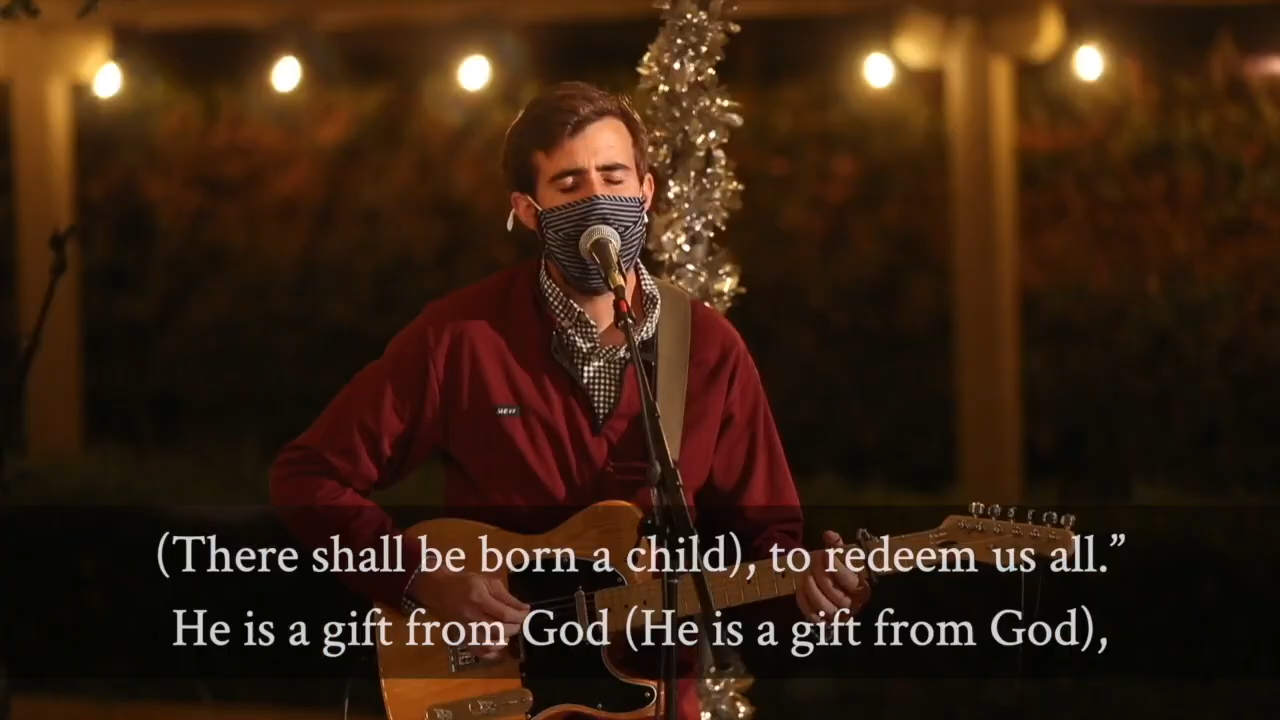 (There shall be born a child), to redeem us all.”
He is a gift from God (He is a gift from God),